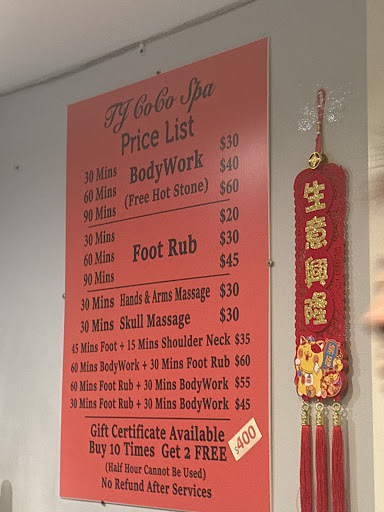 TJ CoCo Spa
Price List
BodyWork
(Free Hot Stone)
30 Mins $30
60 Mins $40
90 Mins $60
Foot Rub
30 Mins $20
60 Mins $30
90 Mins $45
30 Mins Hands & Arms Massage $30
30 Mins Skull Massage $30
45 Mins Foot + 15 Mins Shoulder Neck $35
60 Mins BodyWork + 30 Mins Foot Rub $60
60 Mins Foot Rub + 30 Mins BodyWork $55
30 Mins Foot Rub + 30 Mins BodyWork $45
Gift Certificate Available
Buy 10 Times Get 2 FREE
$400
(Half Hour Cannot Be Used)
No Refund After Services
生意興隆